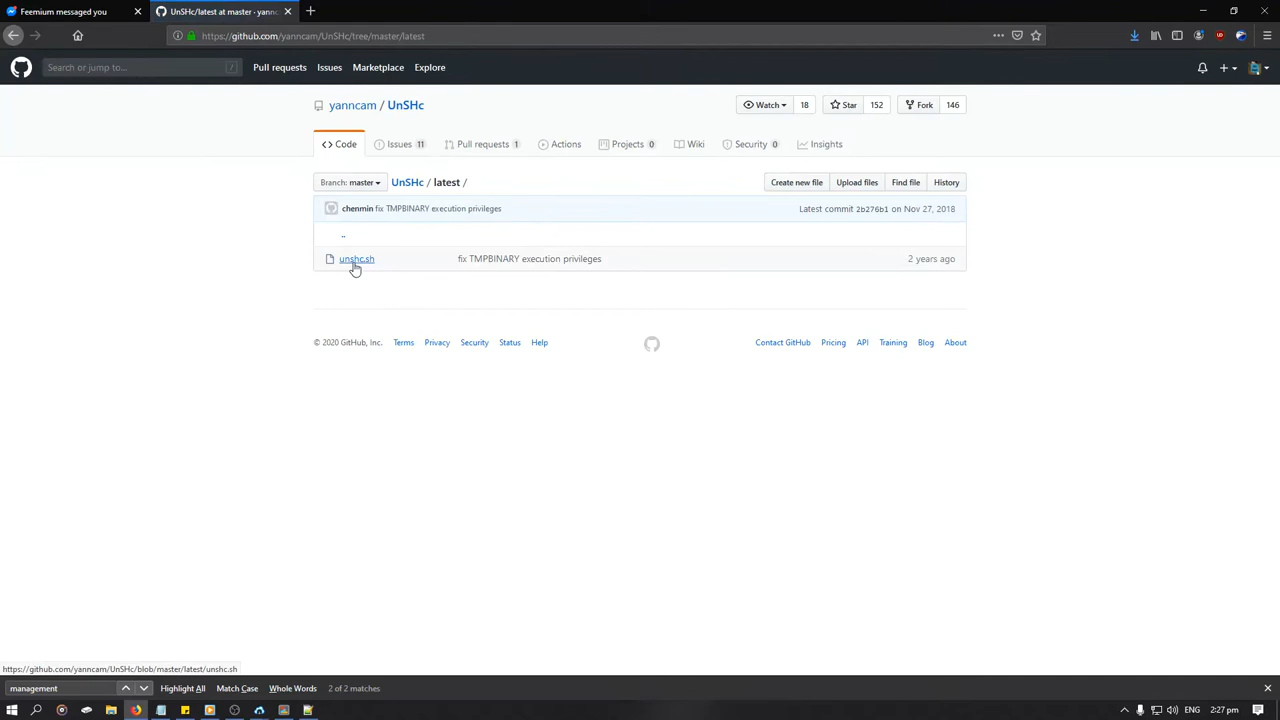 Feemium messaged you
UnSHc/latest at master · yannc
https://github.com/yanncam/UnSHc/tree/master/latest
Search or jump to...
/
Pull requests
Issues
Marketplace
Explore
yanncam / UnSHc
Watch 18
Star 152
Fork 146
Code
Issues 11
Pull requests 1
Actions
Projects 0
Wiki
Security 0
Insights
Branch: master
UnSHc / latest /
Create new file
Upload files
Find file
History
chenmin fix TMPBINARY execution privileges
Latest commit 2b276b1 on Nov 27, 2018
..
unshc.sh
fix TMPBINARY execution privileges
2 years ago
© 2020 GitHub, Inc.
Terms
Privacy
Security
Status
Help
Contact GitHub
Pricing
API
Training
Blog
About
https://github.com/yanncam/UnSHc/blob/master/latest/unshc.sh
management
Highlight All
Match Case
Whole Words
2 of 2 matches
ENG
2:27 pm